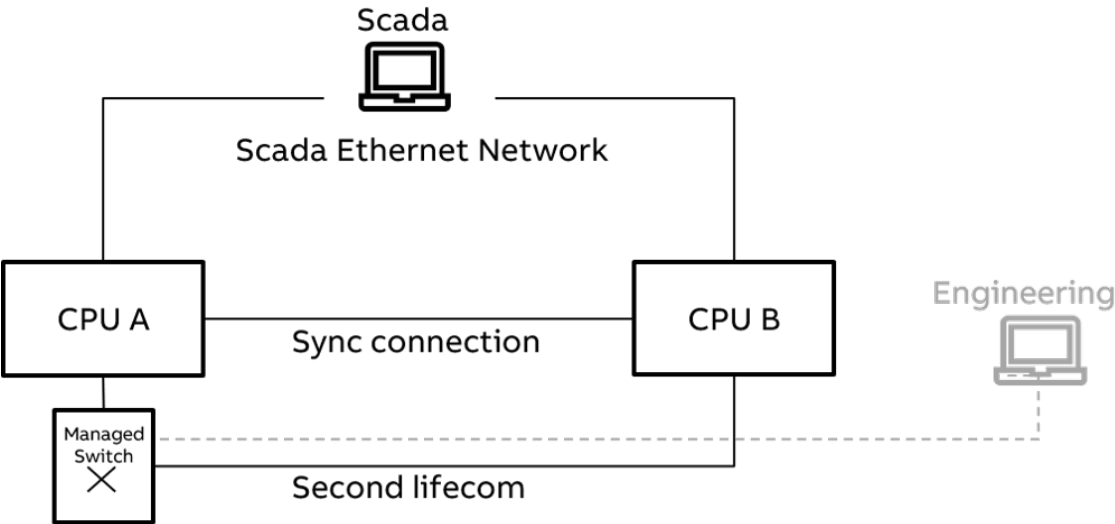 Scada
Scada Ethernet Network
Engineering
CPU A
CPU B
Sync connection
Managed
Switch
Second lifecom